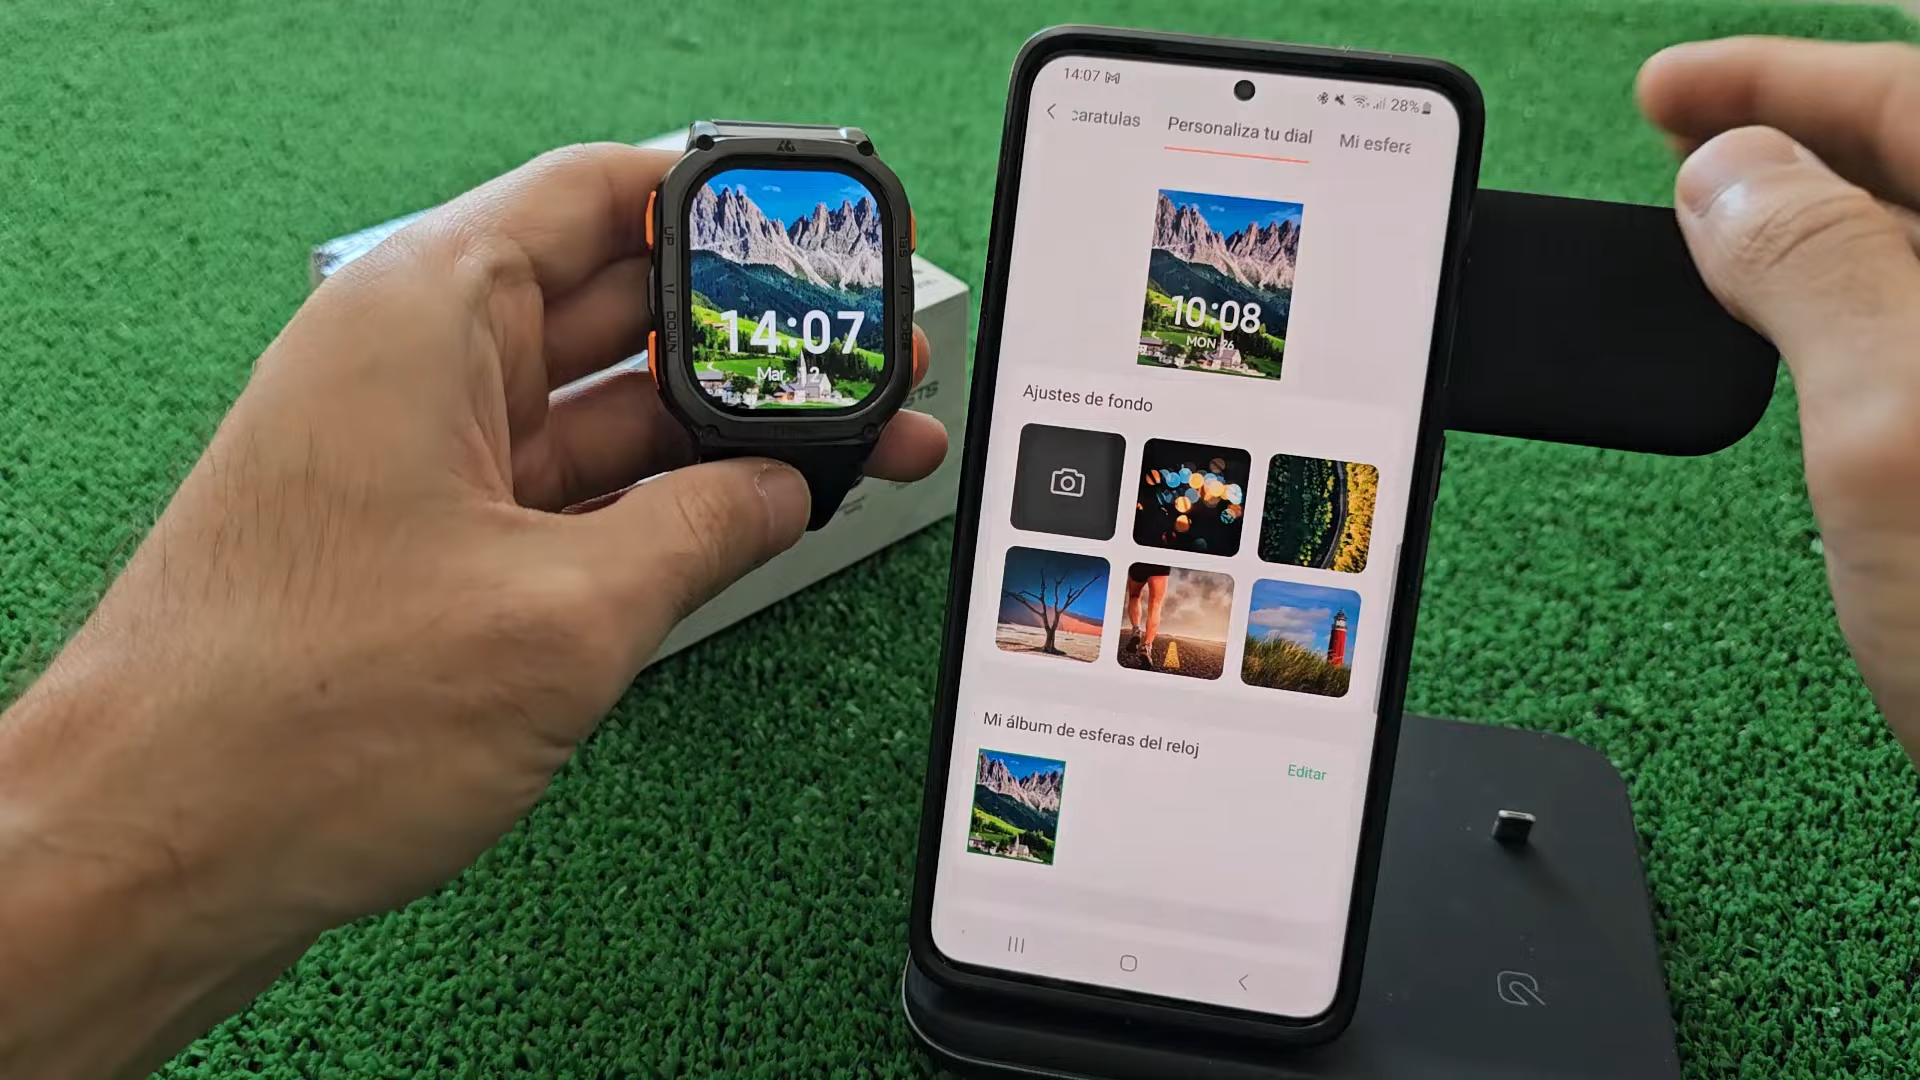 UP
DOWN
BACK
14:07
Mar. 12
14:07
28%
caratulas
Personaliza tu dial
Mi esfera
10:08
MON 26
Ajustes de fondo
Mi álbum de esferas del reloj
Editar